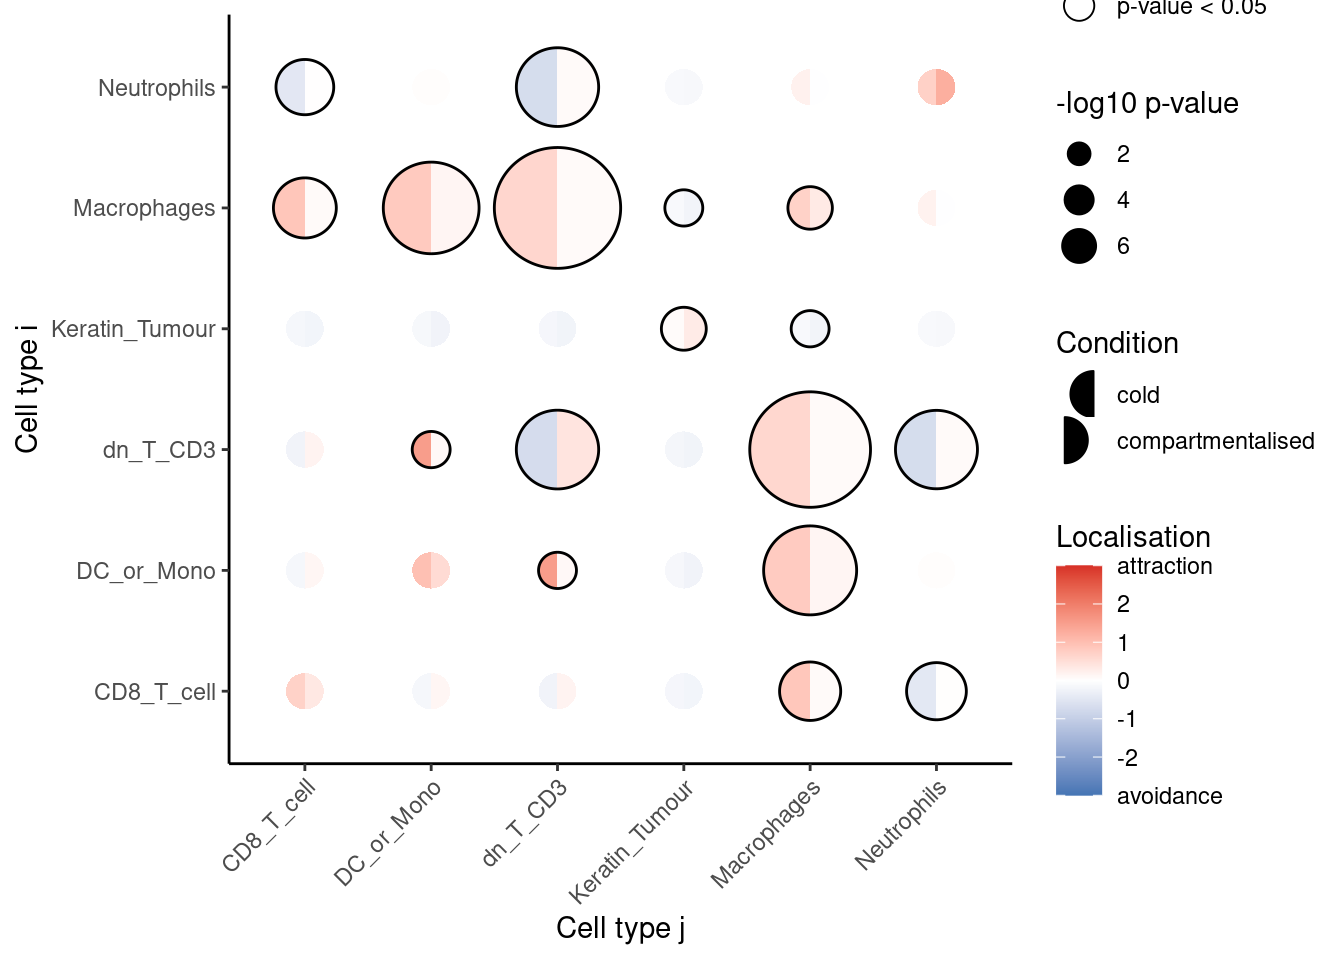 p-value < 0.05
Neutrophils
Macrophages
Keratin_Tumour
dn_T_CD3
DC_or_Mono
CD8_T_cell
Cell type i
CD8_T_cell
DC_or_Mono
dn_T_CD3
Keratin_Tumour
Macrophages
Neutrophils
Cell type j
-log10 p-value
2
4
6
Condition
cold
compartmentalised
Localisation
attraction
2
1
0
-1
-2
avoidance